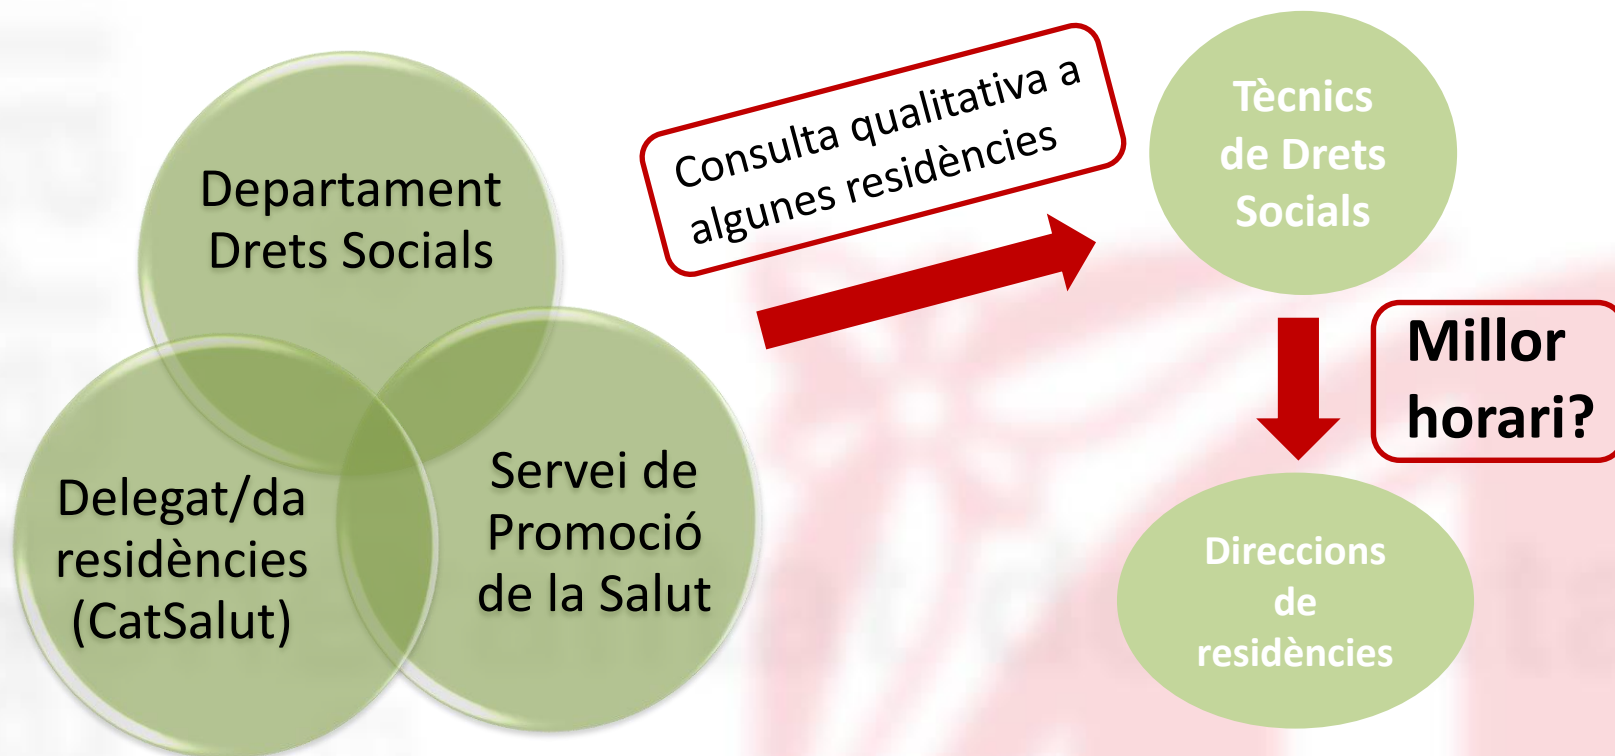 Departament
Drets Socials
Delegat/da
residències
(CatSalut)
Servei de
Promoció
de la Salut
Consulta qualitativa a
algunes residències
Tècnics
de Drets
Socials
Millor
horari?
Direccions
de
residències